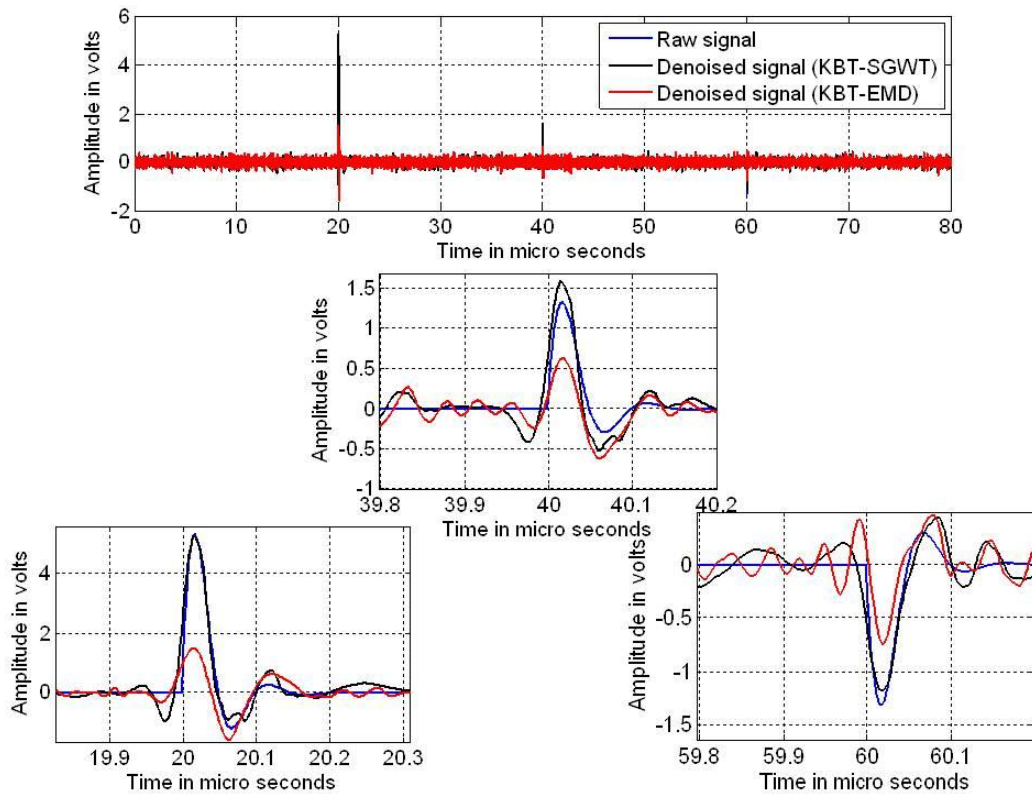 Amplitude in volts
6
4
2
0
-2
Raw signal
Denoised signal (KBT-SGWT)
Denoised signal (KBT-EMD)
0 10 20 30 40 50 60 70 80
Time in micro seconds
Amplitude in volts
1.5
1
0.5
0
-0.5
-1
39.8 39.9 40 40.1 40.2
Time in micro seconds
Amplitude in volts
4
2
0
19.9 20 20.1 20.2 20.3
Time in micro seconds
Amplitude in volts
0
-0.5
-1
-1.5
59.8 59.9 60 60.1
Time in micro seconds